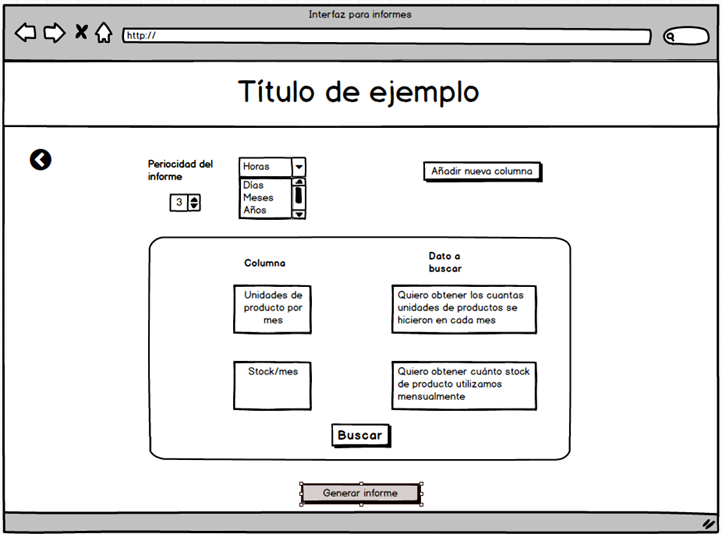 Interfaz para informes
http://
Título de ejemplo
Periocidad del
informe
3
Horas
Días
Meses
Años
Añadir nueva columna
Columna
Dato a
buscar
Unidades de
producto por
mes
Quiero obtener los cuantas
unidades de productos se
hicieron en cada mes
Stock/mes
Quiero obtener cuánto stock
de producto utilizamos
mensualmente
Buscar
Generar informe